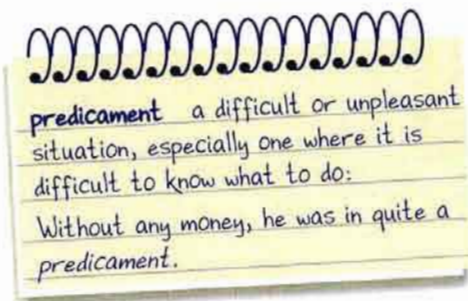 predicament a difficult or unpleasant
situation, especially one where it is
difficult to know what to do:
Without any money, he was in quite a
predicament.